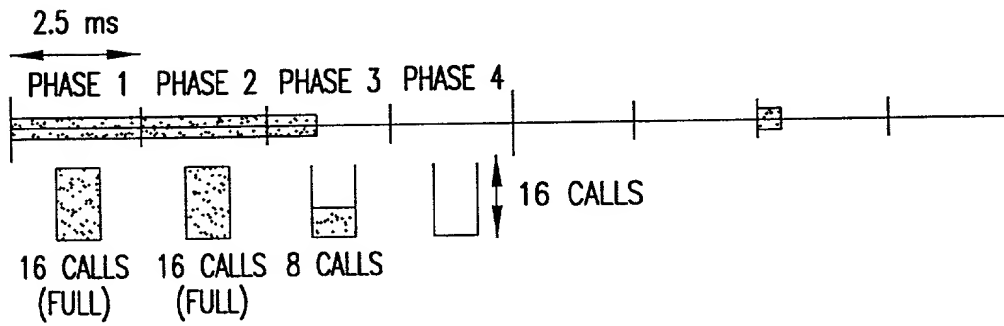 2.5 ms
PHASE 1 PHASE 2 PHASE 3 PHASE 4
16 CALLS
16 CALLS 16 CALLS 8 CALLS
(FULL) (FULL)